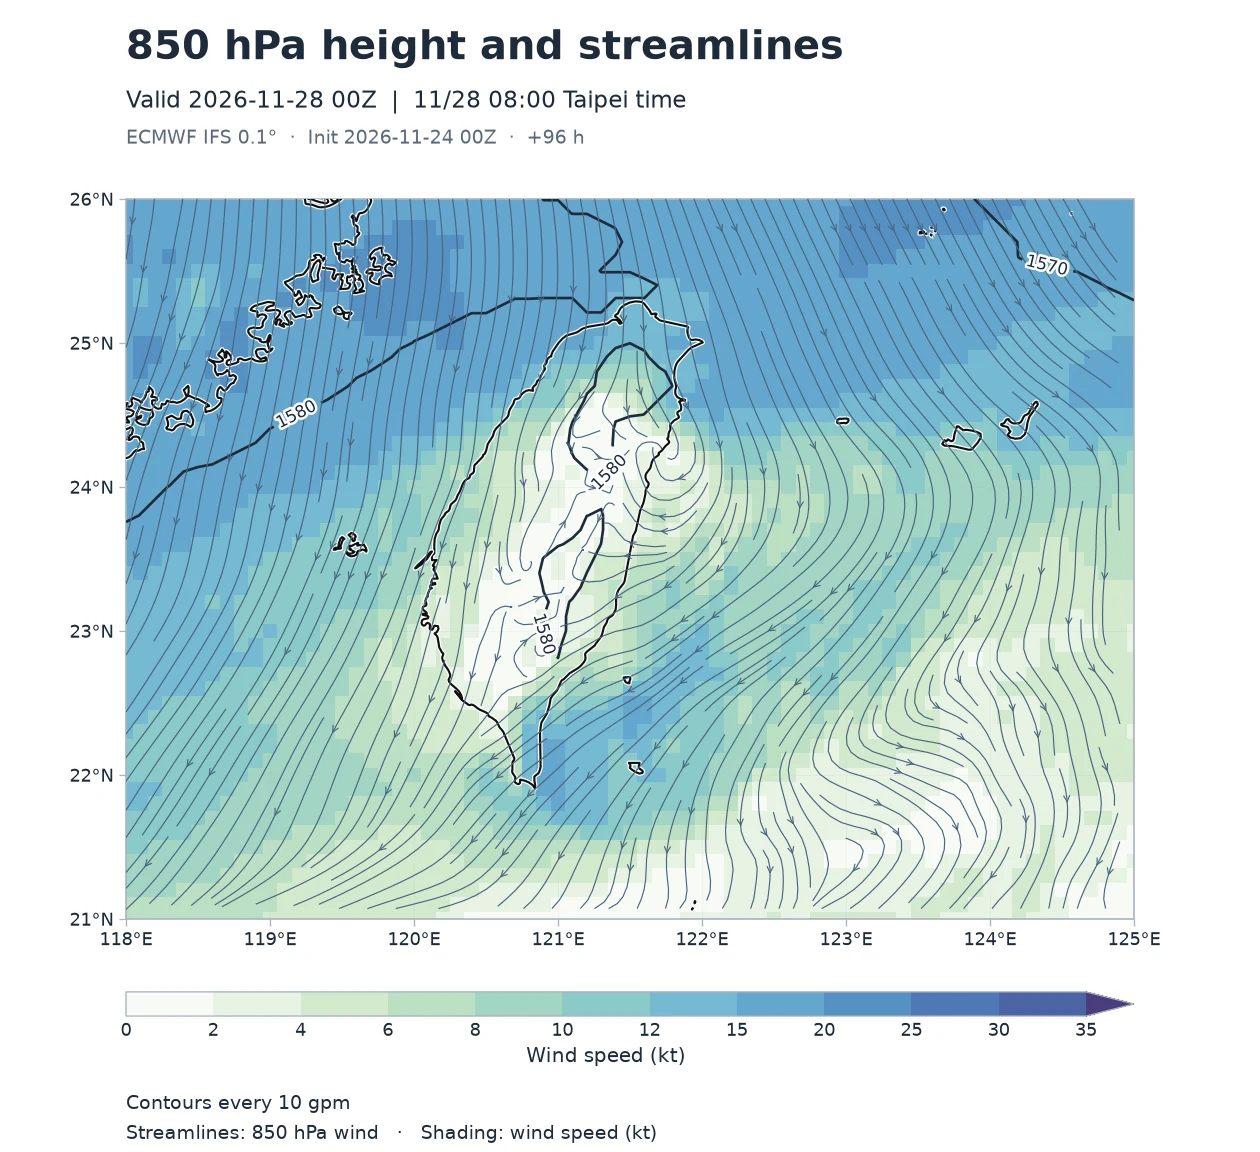 850 hPa height and streamlines
Valid 2026-11-28 00Z | 11/28 08:00 Taipei time
ECMWF IFS 0.1° · Init 2026-11-24 00Z · +96 h
26°N
1570
25°N
1580
24°N
1580
23°N
1580
22°N
21°N
118°E 119°E 120°E 121°E 122°E 123°E 124°E 125°E
0 2 4 6 8 10 12 15 20 25 30 35
Wind speed (kt)
Contours every 10 gpm
Streamlines: 850 hPa wind · Shading: wind speed (kt)